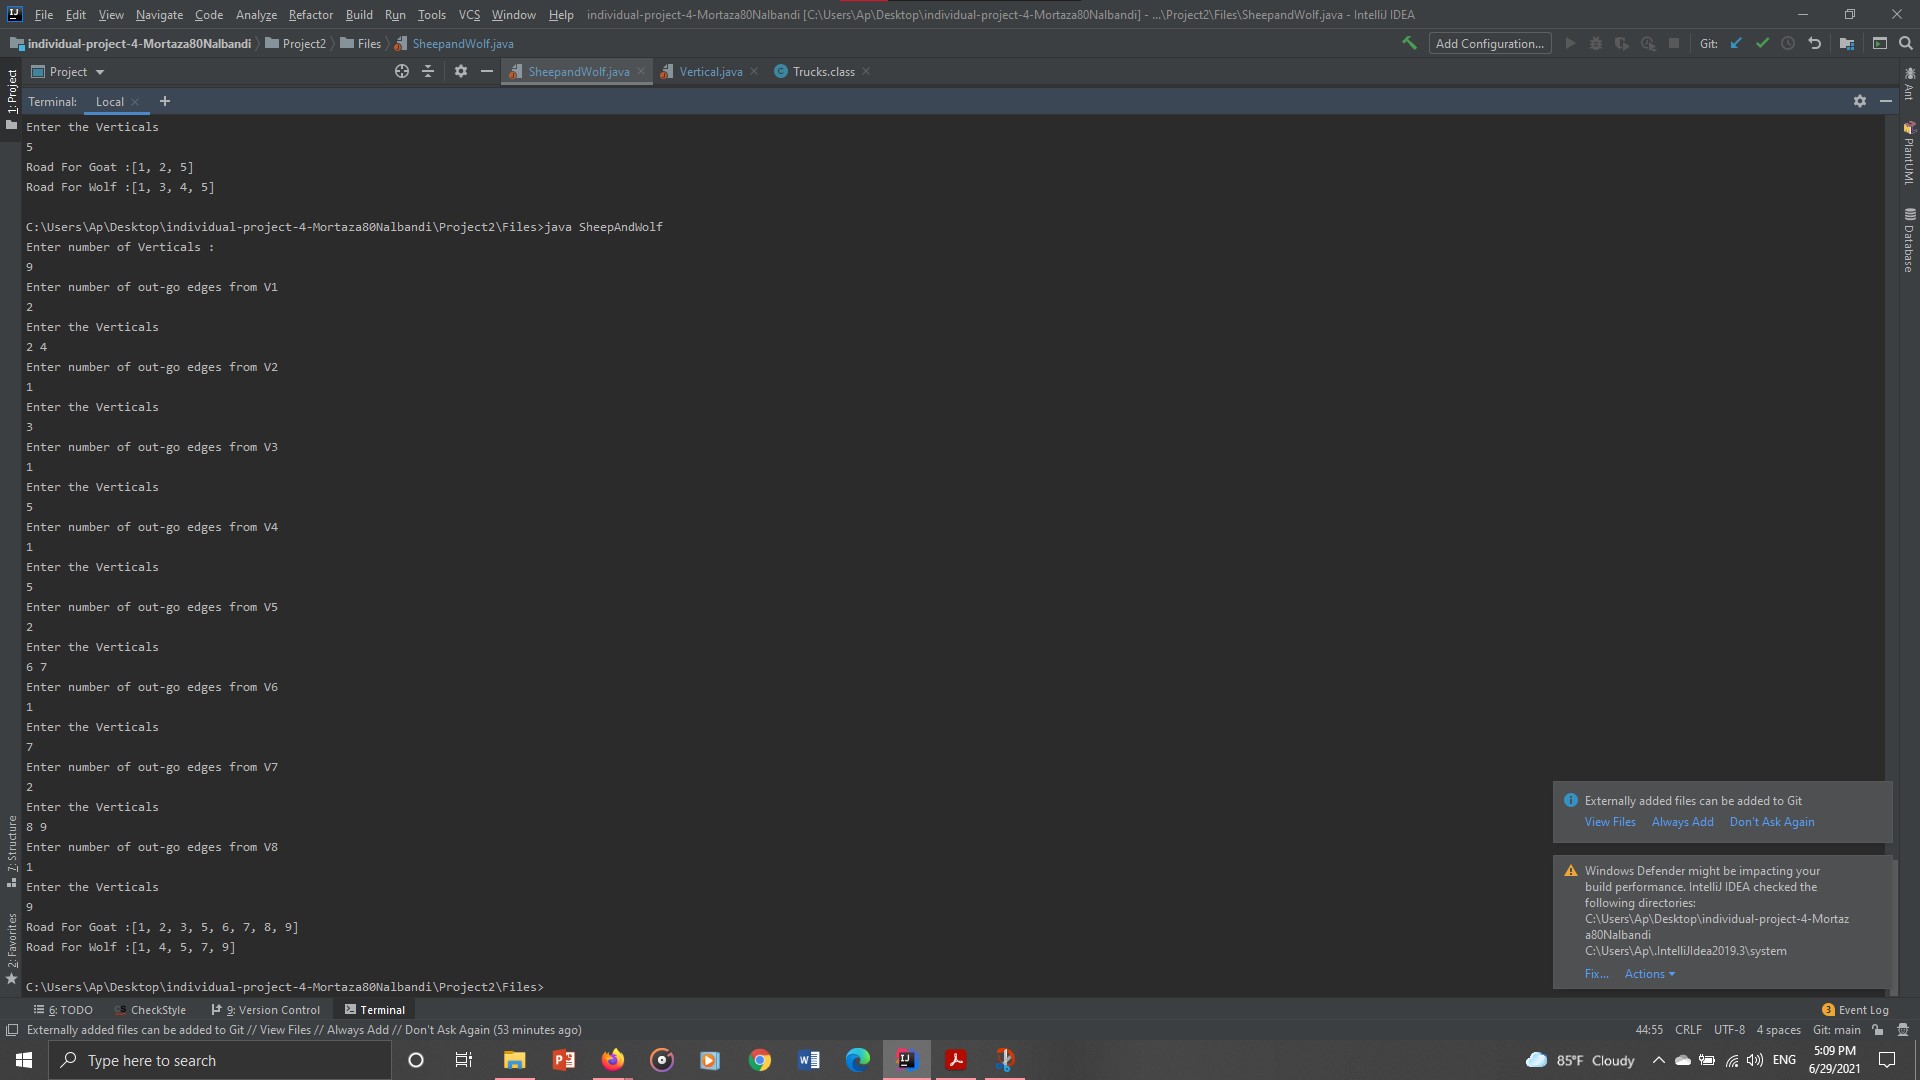 File Edit View Navigate Code Analyze Refactor Build Run Tools VCS Window Help individual-project-4-Mortaza80Nalbandi [C:\Users\Ap\Desktop\individual-project-4-Mortaza80Nalbandi] - ...\Project2\Files\SheepandWolf.java - IntelliJ IDEA
individual-project-4-Mortaza80Nalbandi Project2 Files SheepandWolf.java Add Configuration... Git:
Project SheepandWolf.java Vertical.java Trucks.class
Terminal: Local +
1: Project
7: Structure
2: Favorites
Ant
PlantUML
Database
Enter the Verticals
5
Road For Goat :[1, 2, 5]
Road For Wolf :[1, 3, 4, 5]
C:\Users\Ap\Desktop\individual-project-4-Mortaza80Nalbandi\Project2\Files>java SheepAndWolf
Enter number of Verticals :
9
Enter number of out-go edges from V1
2
Enter the Verticals
2 4
Enter number of out-go edges from V2
1
Enter the Verticals
3
Enter number of out-go edges from V3
1
Enter the Verticals
5
Enter number of out-go edges from V4
1
Enter the Verticals
5
Enter number of out-go edges from V5
2
Enter the Verticals
6 7
Enter number of out-go edges from V6
1
Enter the Verticals
7
Enter number of out-go edges from V7
2
Enter the Verticals
8 9
Enter number of out-go edges from V8
1
Enter the Verticals
9
Road For Goat :[1, 2, 3, 5, 6, 7, 8, 9]
Road For Wolf :[1, 4, 5, 7, 9]
C:\Users\Ap\Desktop\individual-project-4-Mortaza80Nalbandi\Project2\Files>
Externally added files can be added to Git
View Files Always Add Don't Ask Again
Windows Defender might be impacting your
build performance. IntelliJ IDEA checked the
following directories:
C:\Users\Ap\Desktop\individual-project-4-Mortaz
a80Nalbandi
C:\Users\Ap\.IntelliJIdea2019.3\system
Fix... Actions
6: TODO CheckStyle 9: Version Control Terminal 3 Event Log
Externally added files can be added to Git // View Files // Always Add // Don't Ask Again (53 minutes ago) 44:55 CRLF UTF-8 4 spaces Git: main
Type here to search 85°F Cloudy ENG 5:09 PM
6/29/2021